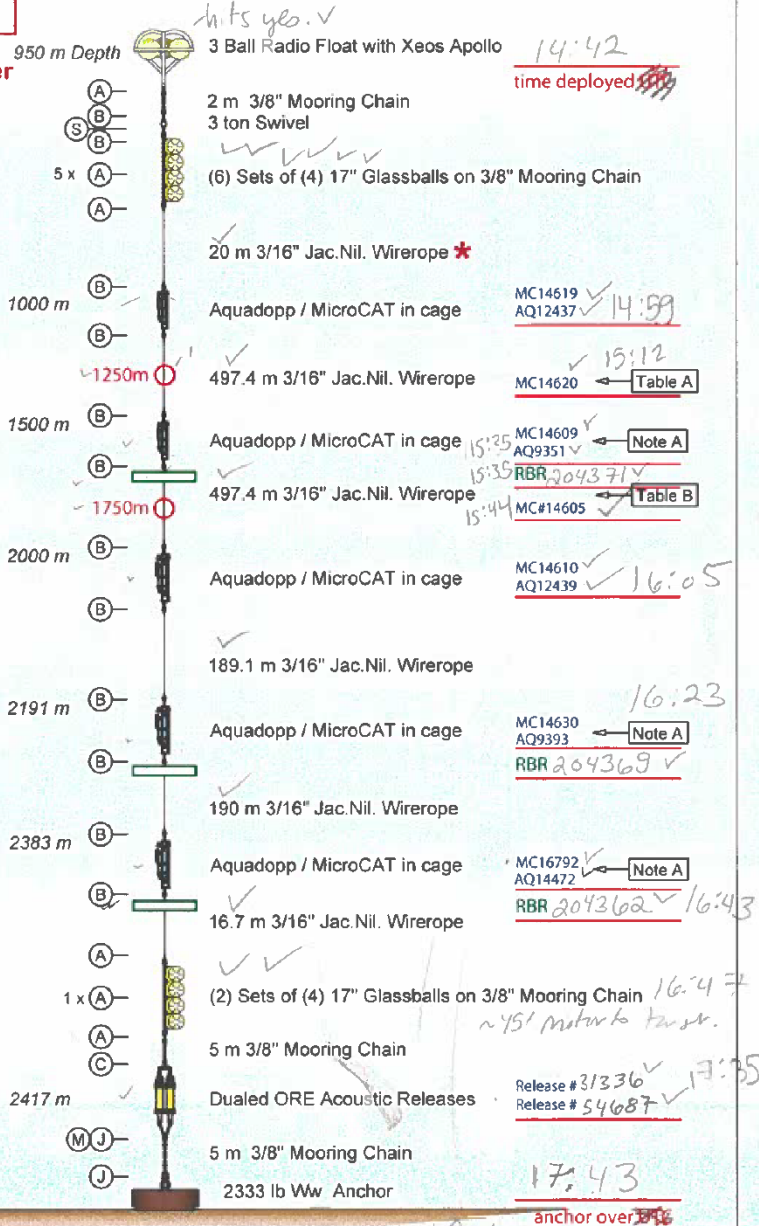 hits yes. ✓
950 m Depth
3 Ball Radio Float with Xeos Apollo
14:42
er
time deployed
A
2 m 3/8" Mooring Chain
B
S
3 ton Swivel
B
5 x A
(6) Sets of (4) 17" Glassballs on 3/8" Mooring Chain
A
20 m 3/16" Jac.Nil. Wirerope *
B
1000 m
Aquadopp / MicroCAT in cage
MC14619 ✓
AQ12437 ✓ 14:59
B
15:12
1250m
497.4 m 3/16" Jac.Nil. Wirerope
MC14620
Table A
B
1500 m
Aquadopp / MicroCAT in cage
15:35
MC14609 ✓
AQ9351 ✓
Note A
B
15:35 RBR 204371 ✓
497.4 m 3/16" Jac.Nil. Wirerope
Table B
1750m
15:44 MC#14605
B
2000 m
Aquadopp / MicroCAT in cage
MC14610 ✓
AQ12439 ✓ 16:05
B
189.1 m 3/16" Jac.Nil. Wirerope
B
16:23
2191 m
Aquadopp / MicroCAT in cage
MC14630
AQ9393
Note A
B
RBR 204369 ✓
190 m 3/16" Jac.Nil. Wirerope
B
2383 m
Aquadopp / MicroCAT in cage
MC16792 ✓
AQ14472 ✓
Note A
B
RBR 204362 ✓ 16:43
16.7 m 3/16" Jac.Nil. Wirerope
A
1 x A
(2) Sets of (4) 17" Glassballs on 3/8" Mooring Chain 16:47
~45'
A
5 m 3/8" Mooring Chain
C
2417 m
Dualed ORE Acoustic Releases
Release # 31336 ✓
Release # 54687 ✓ 17:35
M J
5 m 3/8" Mooring Chain
J
2333 lb Ww Anchor
17:43
anchor over